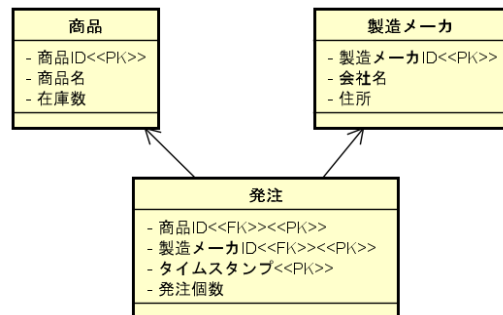 商品
- 商品ID<<PK>>
- 商品名
- 在庫数
製造メーカ
- 製造メーカID<<PK>>
- 会社名
- 住所
発注
- 商品ID<<FK>><<PK>>
- 製造メーカID<<FK>><<PK>>
- タイムスタンプ<<PK>>
- 発注個数